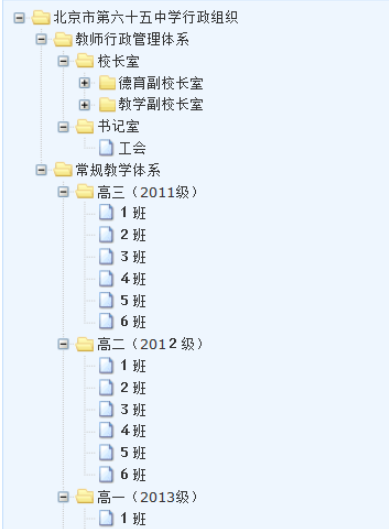 北京市第六十五中学行政组织
教师行政管理体系
校长室
德育副校长室
教学副校长室
书记室
工会
常规教学体系
高三（2011级）
1 班
2 班
3 班
4 班
5 班
6 班
高二（2012 级）
1 班
2 班
3 班
4 班
5 班
6 班
高一（2013级）
1 班